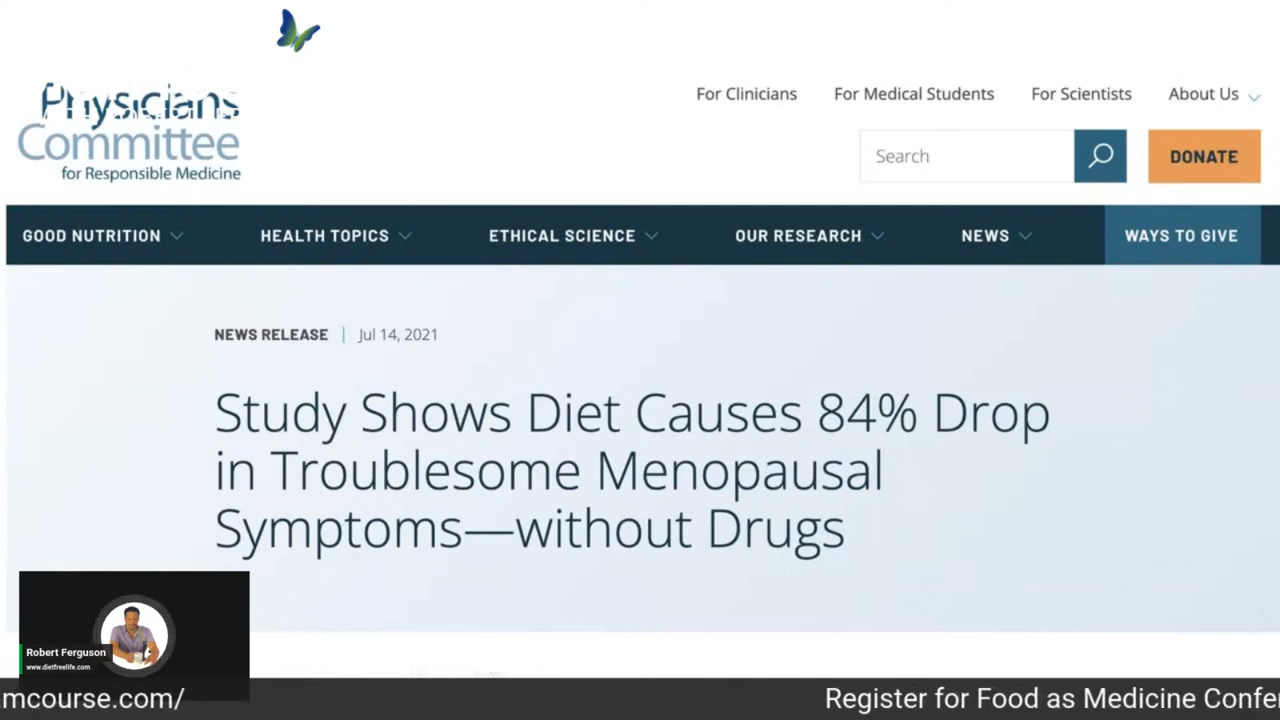 Physicians
Committee
for Responsible Medicine
For Clinicians For Medical Students For Scientists About Us
Search DONATE
GOOD NUTRITION HEALTH TOPICS ETHICAL SCIENCE OUR RESEARCH NEWS WAYS TO GIVE
NEWS RELEASE | Jul 14, 2021
Study Shows Diet Causes 84% Drop
in Troublesome Menopausal
Symptoms—without Drugs
Robert Ferguson
www.dietfreelife.com
mcourse.com/ Register for Food as Medicine Confe